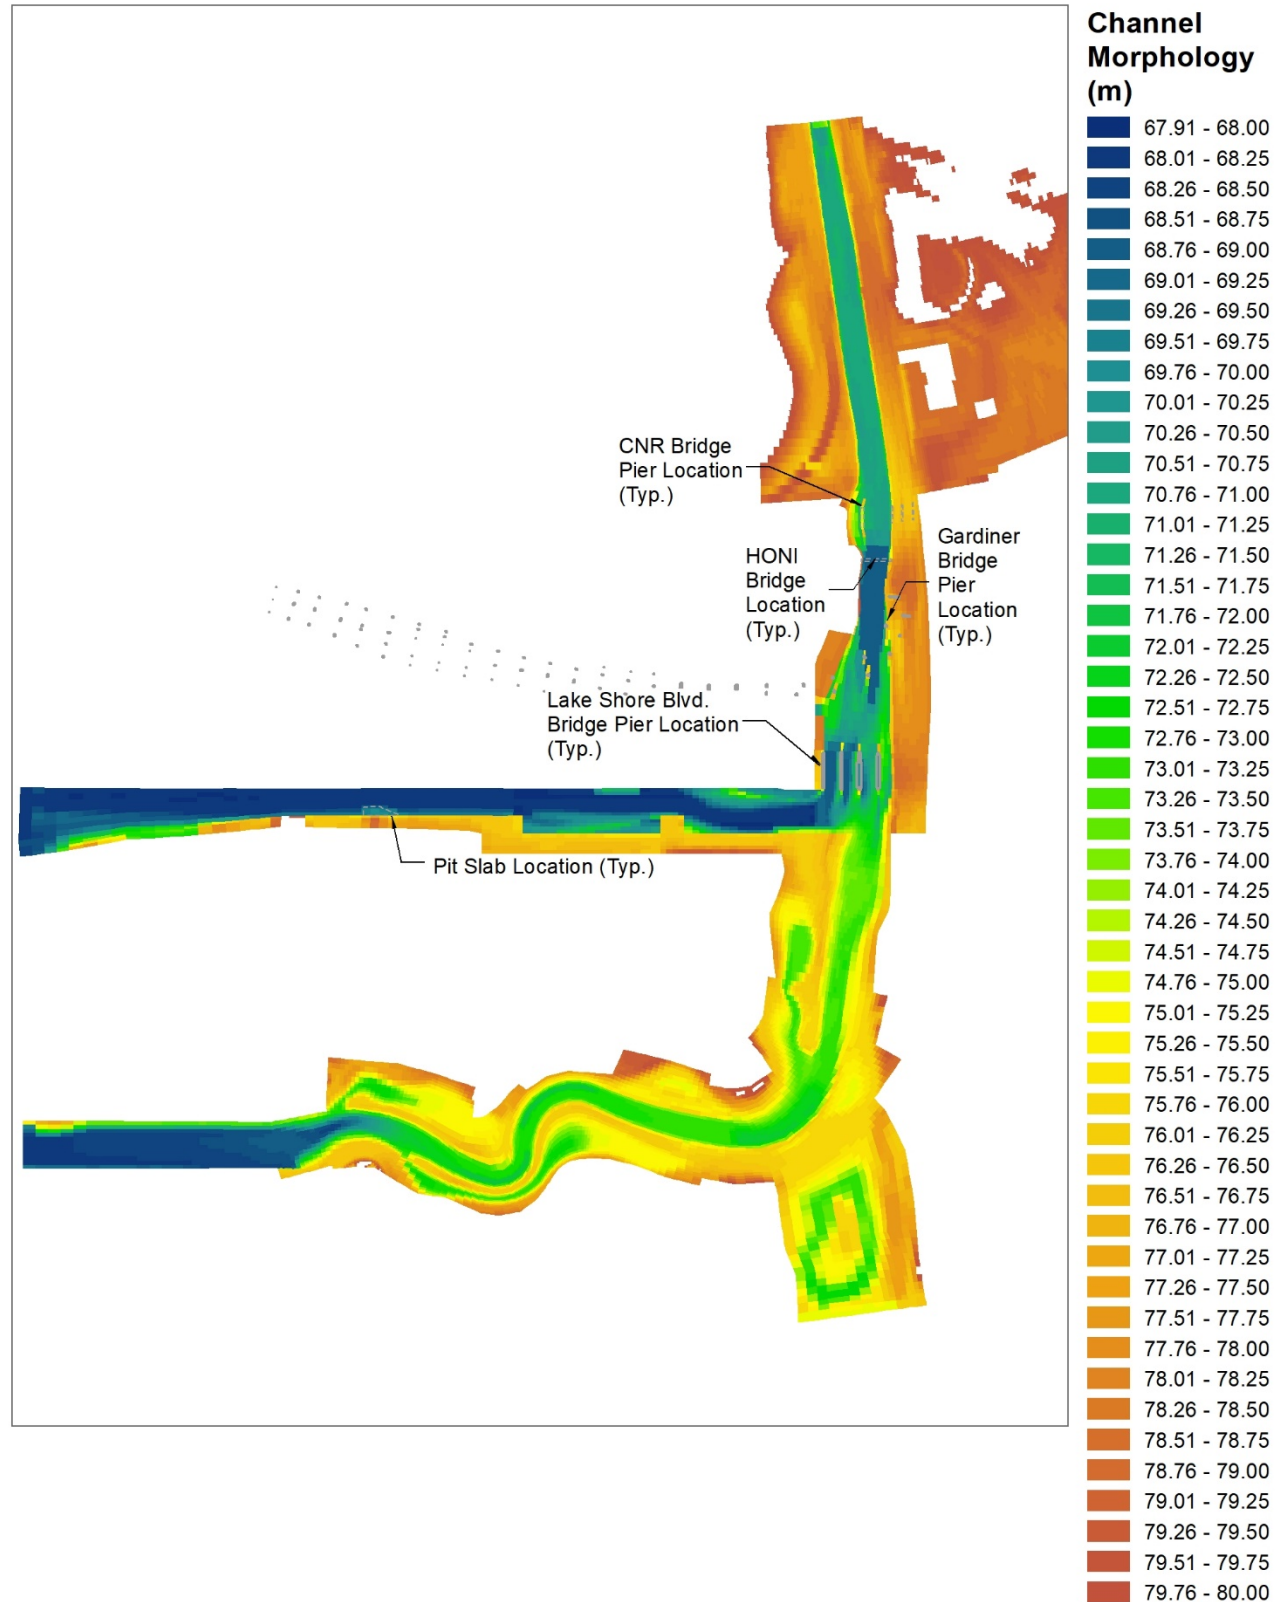 Channel
Morphology
(m)
67.91 - 68.00
68.01 - 68.25
68.26 - 68.50
68.51 - 68.75
68.76 - 69.00
69.01 - 69.25
69.26 - 69.50
69.51 - 69.75
69.76 - 70.00
70.01 - 70.25
70.26 - 70.50
70.51 - 70.75
70.76 - 71.00
71.01 - 71.25
71.26 - 71.50
71.51 - 71.75
71.76 - 72.00
72.01 - 72.25
72.26 - 72.50
72.51 - 72.75
72.76 - 73.00
73.01 - 73.25
73.26 - 73.50
73.51 - 73.75
73.76 - 74.00
74.01 - 74.25
74.26 - 74.50
74.51 - 74.75
74.76 - 75.00
75.01 - 75.25
75.26 - 75.50
75.51 - 75.75
75.76 - 76.00
76.01 - 76.25
76.26 - 76.50
76.51 - 76.75
76.76 - 77.00
77.01 - 77.25
77.26 - 77.50
77.51 - 77.75
77.76 - 78.00
78.01 - 78.25
78.26 - 78.50
78.51 - 78.75
78.76 - 79.00
79.01 - 79.25
79.26 - 79.50
79.51 - 79.75
79.76 - 80.00
CNR Bridge
Pier Location
(Typ.)
HONI
Bridge
Location
(Typ.)
Gardiner
Bridge
Pier
Location
(Typ.)
Lake Shore Blvd.
Bridge Pier Location
(Typ.)
Pit Slab Location (Typ.)